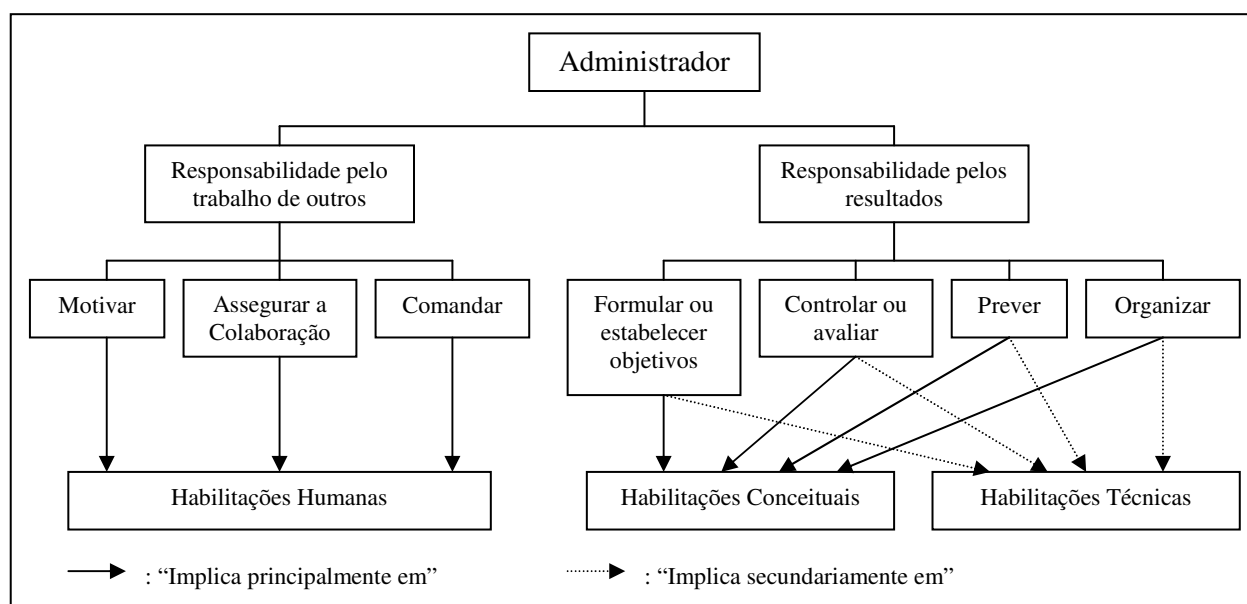 Administrador
Responsabilidade pelo
trabalho de outros
Responsabilidade pelos
resultados
Motivar
Assegurar a
Colaboração
Comandar
Formular ou
estabelecer
objetivos
Controlar ou
avaliar
Prever
Organizar
Habilitações Humanas
Habilitações Conceituais
Habilitações Técnicas
: “Implica principalmente em”
: “Implica secundariamente em”